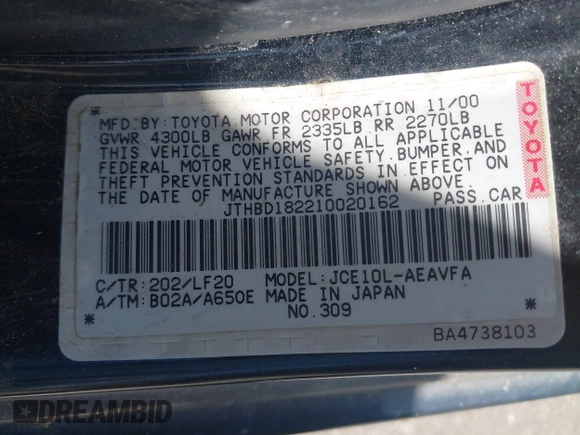 MFD.BY:TOYOTA MOTOR CORPORATION 11/00
GVWR 4300LB GAWR FR 2335LB RR 2270LB
THIS VEHICLE CONFORMS TO ALL APPLICABLE
FEDERAL MOTOR VEHICLE SAFETY,BUMPER,AND
THEFT PREVENTION STANDARDS IN EFFECT ON
THE DATE OF MANUFACTURE SHOWN ABOVE.
JTHBD182210020162 PASS.CAR
TOYOTA
C/TR:202/LF20 MODEL:JCE10L-AEAVFA
A/TM:B02A/A650E MADE IN JAPAN
* NO.309 *
BA4738103
DREAMBID